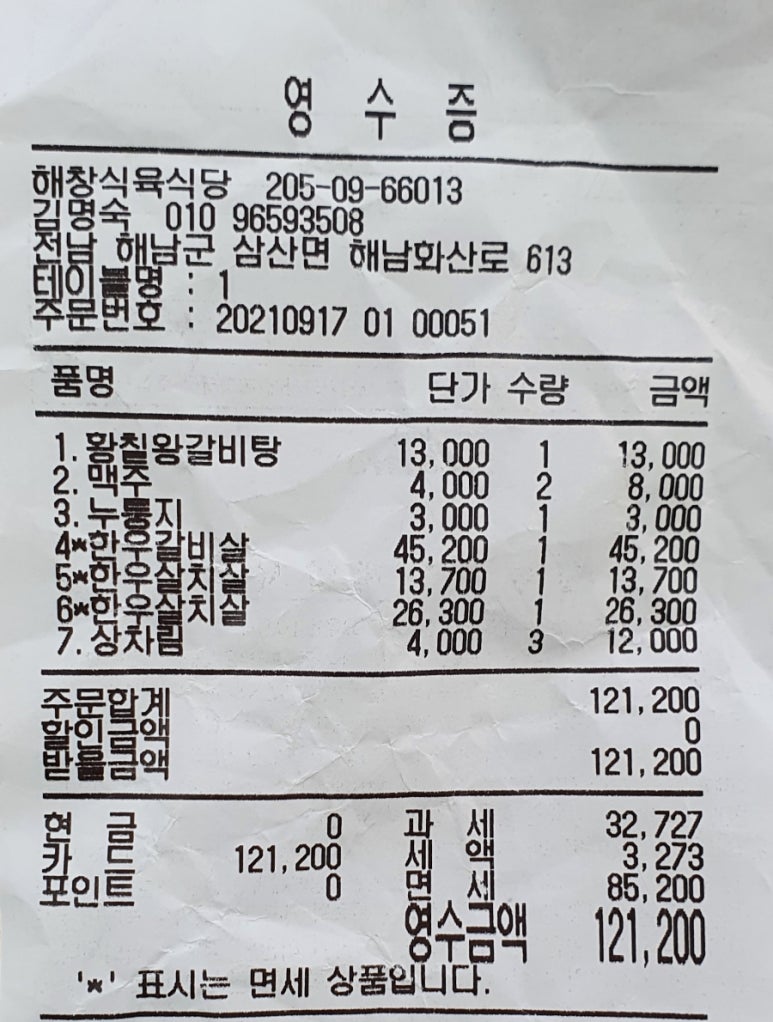 영 수 증
해창식육식당 205-09-66013
김명숙 010 96593508
전남 해남군 삼산면 해남화산로 613
테이블명 : 1
주문번호 : 20210917 01 00051
품명 단가 수량 금액
1. 황칠왕갈비탕 13,000 1 13,000
2. 맥주 4,000 2 8,000
3. 누룽지 3,000 1 3,000
4*한우갈비살 45,200 1 45,200
5*한우살치살 13,700 1 13,700
6*한우살치살 26,300 1 26,300
7. 상차림 4,000 3 12,000
주문합계 121,200
할인금액 0
받을금액 121,200
현 금 0 과 세 32,727
카 드 121,200 세 액 3,273
포인트 0 면 세 85,200
영수금액 121,200
'*' 표시는 면세 상품입니다.